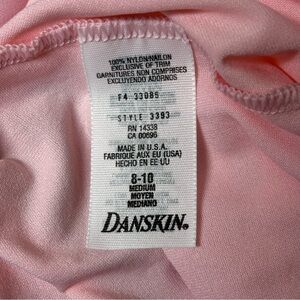 100% NYLON/NAILON
EXCLUSIVE OF TRIM
GARNITURES NON COMPRISES
EXCLUYENDO ADORNOS
F4 33085
STYLE 3393
RN 14338
CA 00696
MADE IN U.S.A.
FABRIQUE AUX EU (USA)
HECHO EN EE UU
8-10
MEDIUM
MOYEN
MEDIANO
DANSKIN®